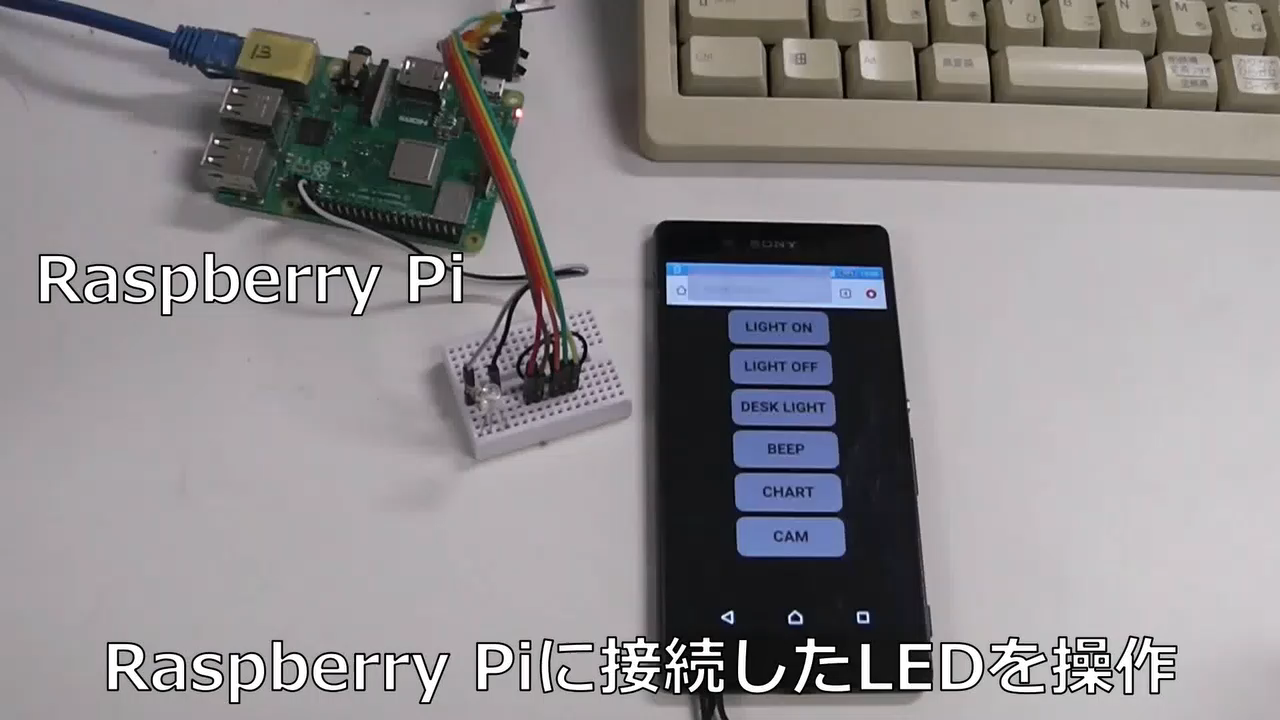 Raspberry Pi
SONY
LIGHT ON
LIGHT OFF
DESK LIGHT
BEEP
CHART
CAM
Raspberry Piに接続したLEDを操作